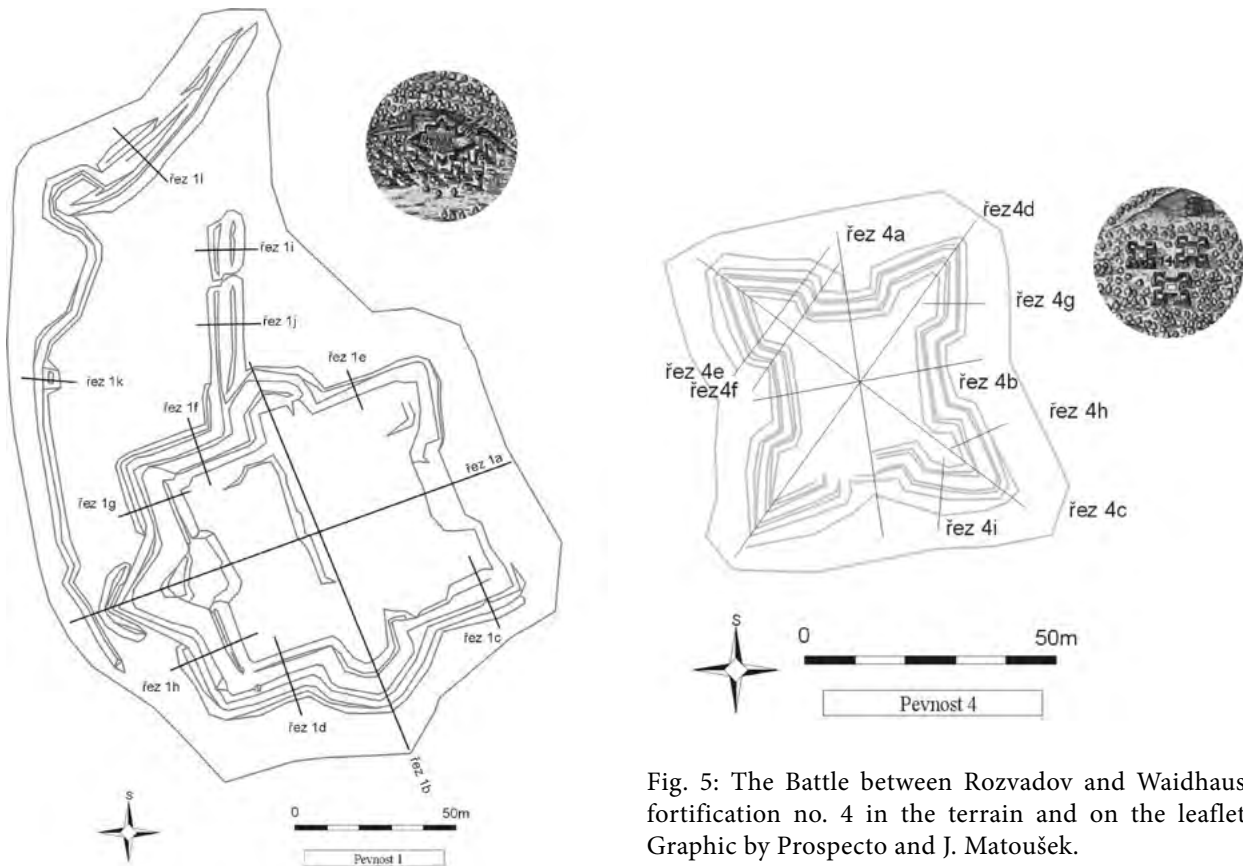 řez 1l
řez 1i
řez 1j
řez 1k
řez 1e
řez 1f
řez 1a
řez 1g
řez 1c
řez 1h
řez 1d
řez 1b
S
0 50m
Pevnost 1
řez4d
řez 4a
řez 4g
řez 4e
řez4f
řez 4b
řez 4h
řez 4c
řez 4i
S
0 50m
Pevnost 4
Fig. 5: The Battle between Rozvadov and Waidhaus
fortification no. 4 in the terrain and on the leaflet
Graphic by Prospecto and J. Matoušek.